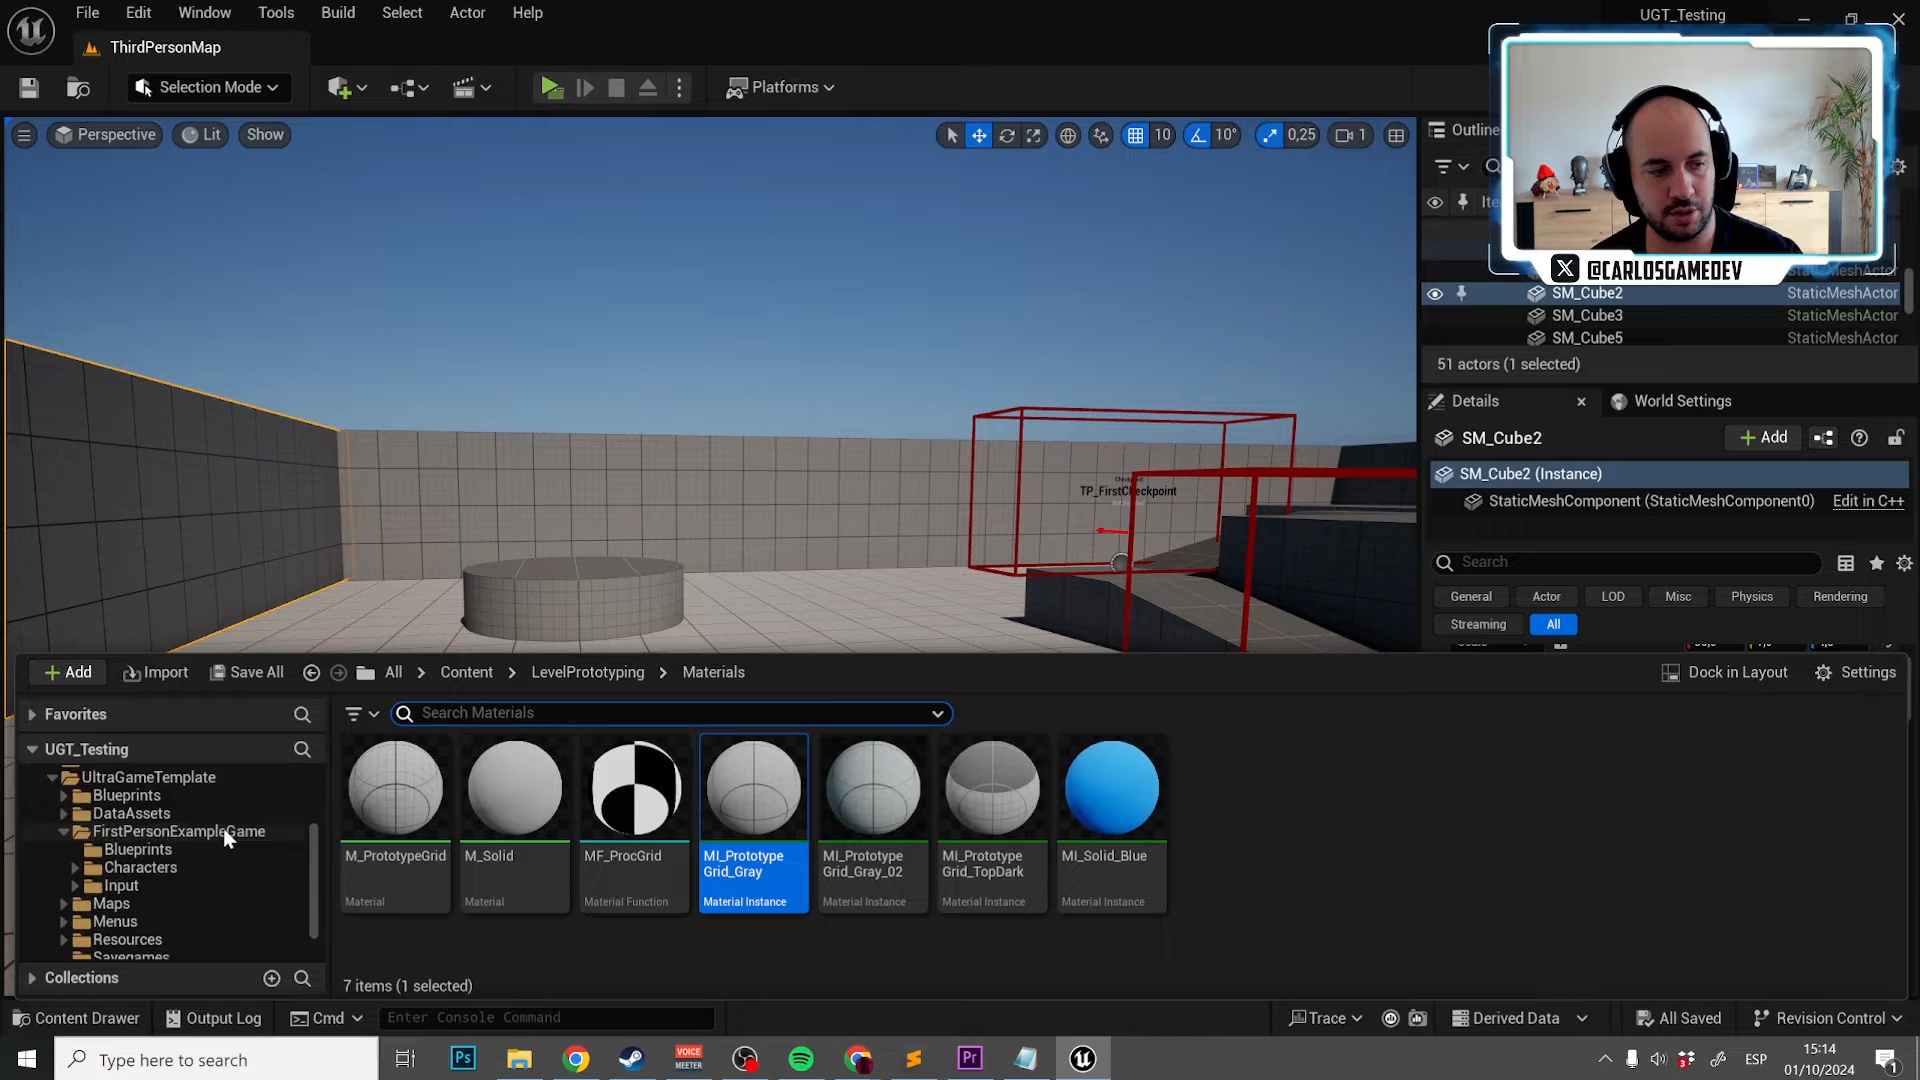 File Edit Window Tools Build Select Actor Help
UGT_Testing
ThirdPersonMap
Selection Mode
Platforms
Perspective Lit Show
10 10° 0,25 1
@CARLOSGAMEDEV
StaticMeshActor
SM_Cube2 StaticMeshActor
SM_Cube3 StaticMeshActor
SM_Cube5 StaticMeshActor
51 actors (1 selected)
Details World Settings
SM_Cube2
+ Add
SM_Cube2 (Instance)
StaticMeshComponent (StaticMeshComponent0) Edit in C++
TP_FirstCheckpoint
Search
General Actor LOD Misc Physics Rendering
Streaming All
+ Add Import Save All All > Content > LevelPrototyping > Materials Dock in Layout Settings
Favorites
Search Materials
UGT_Testing
UltraGameTemplate
Blueprints
DataAssets
FirstPersonExampleGame
Blueprints
Characters
Input
Maps
Menus
Resources
Savegames
Collections
M_PrototypeGrid
Material
M_Solid
Material
MF_ProcGrid
Material Function
MI_Prototype
Grid_Gray
Material Instance
MI_Prototype
Grid_Gray_02
Material Instance
MI_Prototype
Grid_TopDark
Material Instance
MI_Solid_Blue
Material Instance
7 items (1 selected)
Content Drawer Output Log Cmd Enter Console Command Trace Derived Data All Saved Revision Control
Type here to search
Ps
VOICE
MEETER
Pr
ESP
15:14
01/10/2024